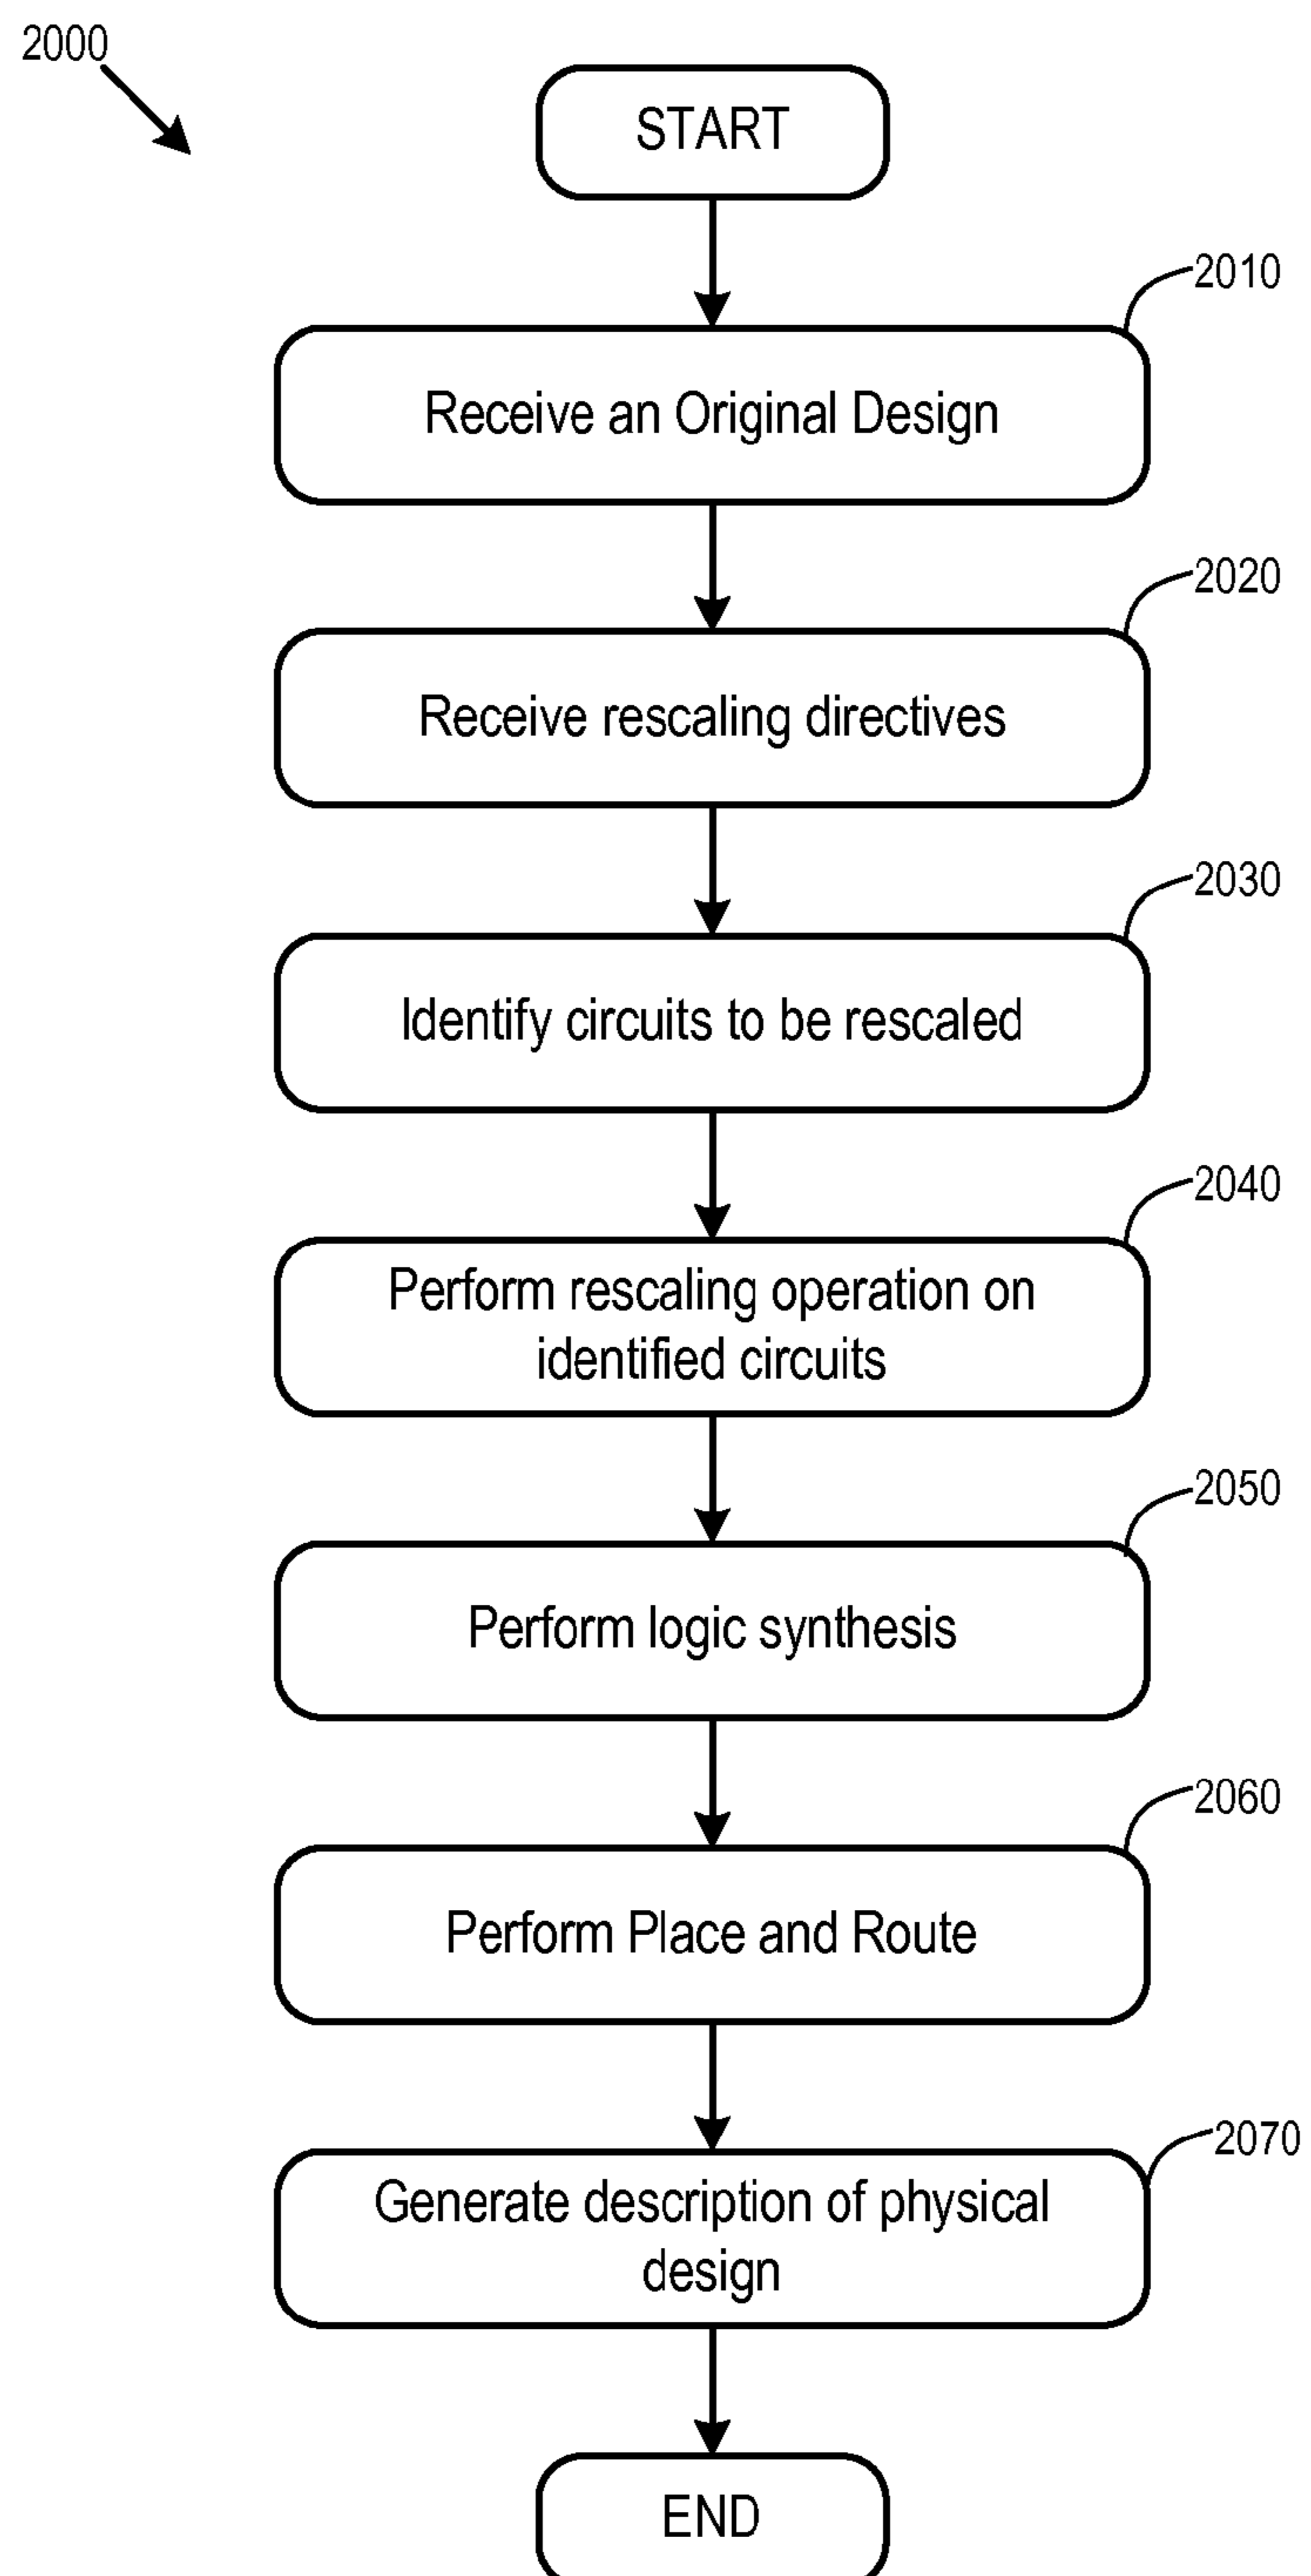 2000
START
2010
Receive an Original Design
2020
Receive rescaling directives
2030
Identify circuits to be rescaled
2040
Perform rescaling operation on
identified circuits
2050
Perform logic synthesis
2060
Perform Place and Route
2070
Generate description of physical
design
END